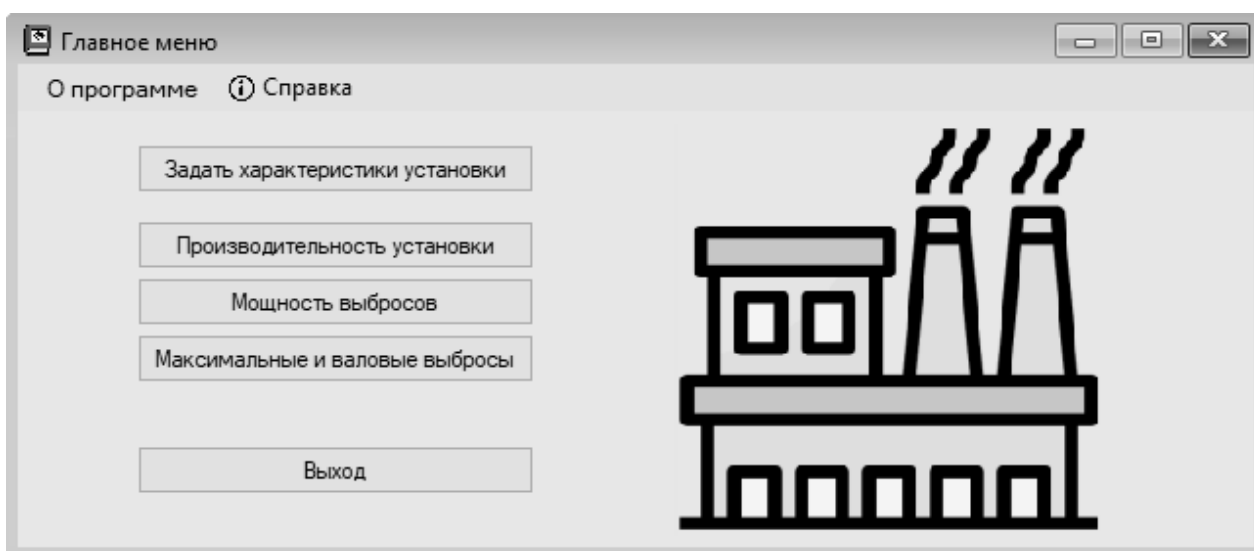 Главное меню
О программе Справка
Задать характеристики установки
Производительность установки
Мощность выбросов
Максимальные и валовые выбросы
Выход